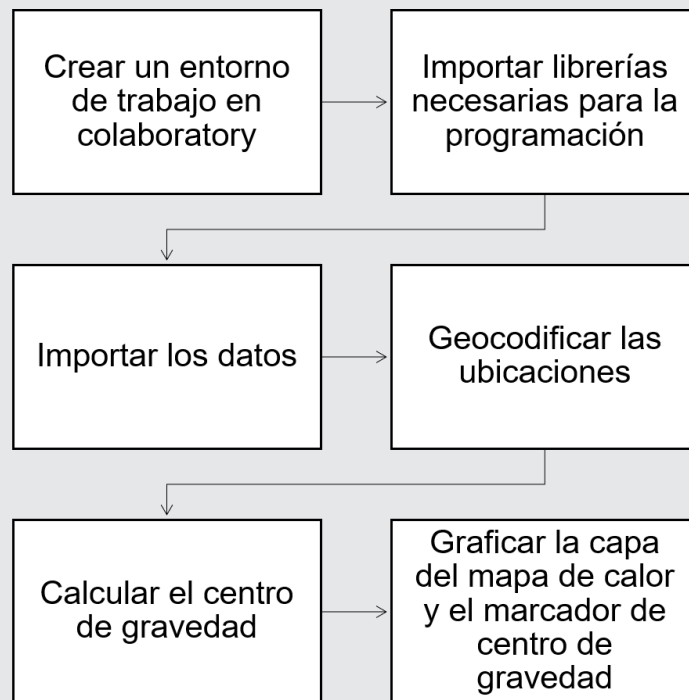 Crear un entorno
de trabajo en
colaboratory
Importar librerías
necesarias para la
programación
Importar los datos
Geocodificar las
ubicaciones
Calcular el centro
de gravedad
Graficar la capa
del mapa de calor
y el marcador de
centro de
gravedad